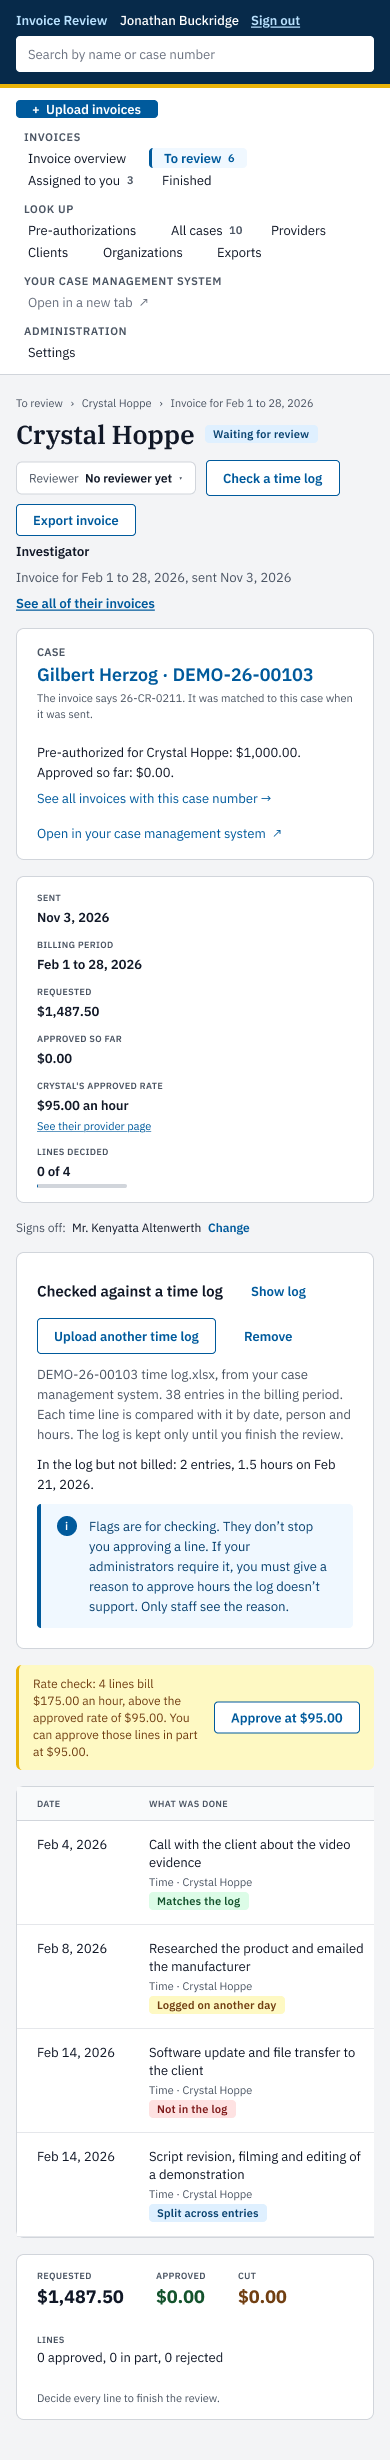 Invoice Review Jonathan Buckridge Sign out
Search by name or case number
+ Upload invoices
INVOICES
Invoice overview To review 6
Assigned to you 3 Finished
LOOK UP
Pre-authorizations All cases 10 Providers
Clients Organizations Exports
YOUR CASE MANAGEMENT SYSTEM
Open in a new tab ↗
ADMINISTRATION
Settings
To review › Crystal Hoppe › Invoice for Feb 1 to 28, 2026
Crystal Hoppe Waiting for review
Reviewer No reviewer yet Check a time log
Export invoice
Investigator
Invoice for Feb 1 to 28, 2026, sent Nov 3, 2026
See all of their invoices
CASE
Gilbert Herzog · DEMO-26-00103
The invoice says 26-CR-0211. It was matched to this case when
it was sent.
Pre-authorized for Crystal Hoppe: $1,000.00.
Approved so far: $0.00.
See all invoices with this case number →
Open in your case management system ↗
SENT
Nov 3, 2026
BILLING PERIOD
Feb 1 to 28, 2026
REQUESTED
$1,487.50
APPROVED SO FAR
$0.00
CRYSTAL'S APPROVED RATE
$95.00 an hour
See their provider page
LINES DECIDED
0 of 4
Signs off: Mr. Kenyatta Altenwerth Change
Checked against a time log Show log
Upload another time log Remove
DEMO-26-00103 time log.xlsx, from your case
management system. 38 entries in the billing period.
Each time line is compared with it by date, person and
hours. The log is kept only until you finish the review.
In the log but not billed: 2 entries, 1.5 hours on Feb
21, 2026.
i Flags are for checking. They don't stop
you approving a line. If your
administrators require it, you must give a
reason to approve hours the log doesn't
support. Only staff see the reason.
Rate check: 4 lines bill
$175.00 an hour, above the
approved rate of $95.00. You
can approve those lines in part
at $95.00.
Approve at $95.00
DATE WHAT WAS DONE
Feb 4, 2026 Call with the client about the video
evidence
Time · Crystal Hoppe
Matches the log
Feb 8, 2026 Researched the product and emailed
the manufacturer
Time · Crystal Hoppe
Logged on another day
Feb 14, 2026 Software update and file transfer to
the client
Time · Crystal Hoppe
Not in the log
Feb 14, 2026 Script revision, filming and editing of
a demonstration
Time · Crystal Hoppe
Split across entries
REQUESTED APPROVED CUT
$1,487.50 $0.00 $0.00
LINES
0 approved, 0 in part, 0 rejected
Decide every line to finish the review.